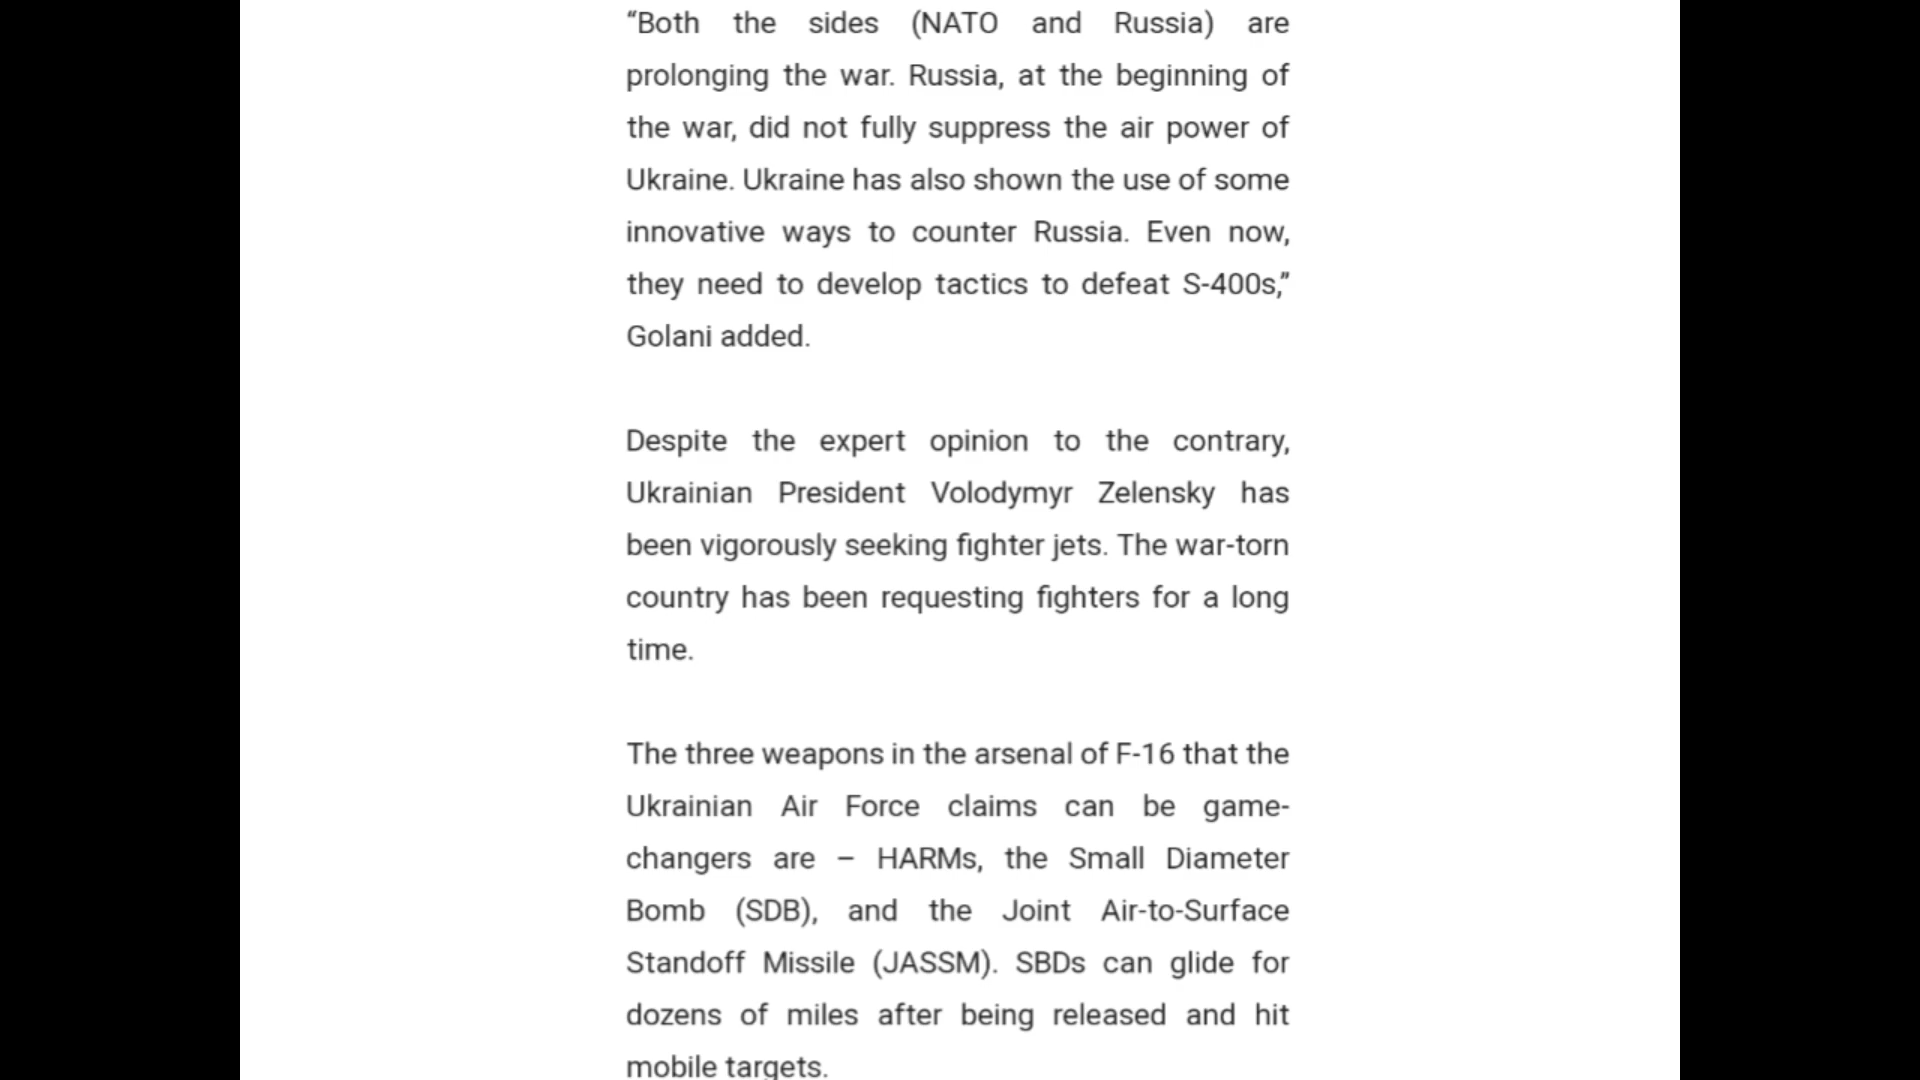 “Both the sides (NATO and Russia) are
prolonging the war. Russia, at the beginning of
the war, did not fully suppress the air power of
Ukraine. Ukraine has also shown the use of some
innovative ways to counter Russia. Even now,
they need to develop tactics to defeat S-400s,”
Golani added.
Despite the expert opinion to the contrary,
Ukrainian President Volodymyr Zelensky has
been vigorously seeking fighter jets. The war-torn
country has been requesting fighters for a long
time.
The three weapons in the arsenal of F-16 that the
Ukrainian Air Force claims can be game-
changers are – HARMs, the Small Diameter
Bomb (SDB), and the Joint Air-to-Surface
Standoff Missile (JASSM). SBDs can glide for
dozens of miles after being released and hit
mobile targets.